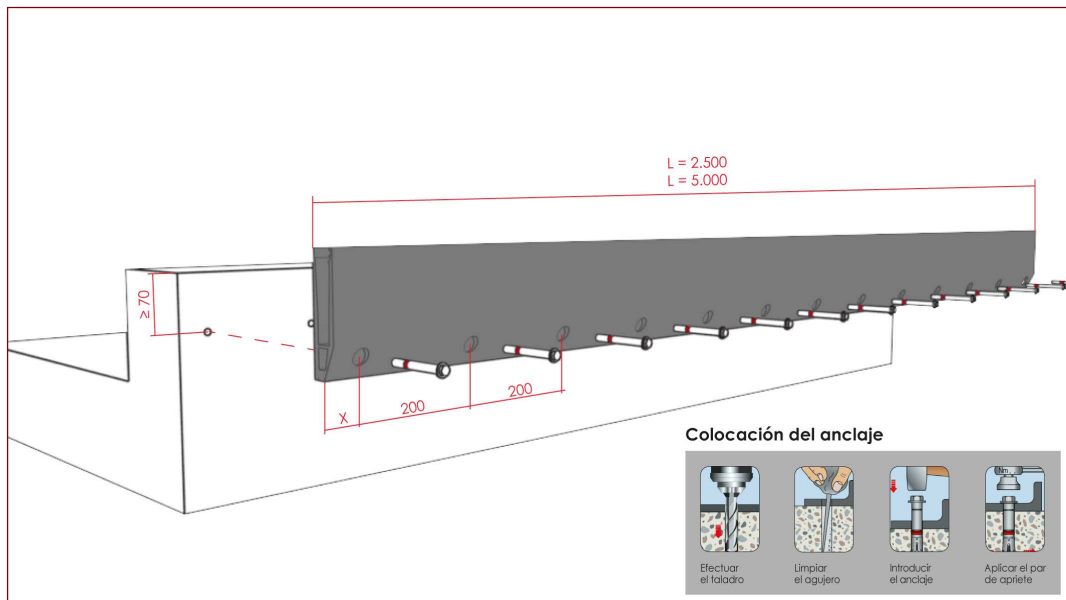 L = 2.500
L = 5.000
≥ 70
X
200
200
Colocación del anclaje
Nm
Efectuar
el taladro
Limpiar
el agujero
Introducir
el anclaje
Aplicar el par
de apriete